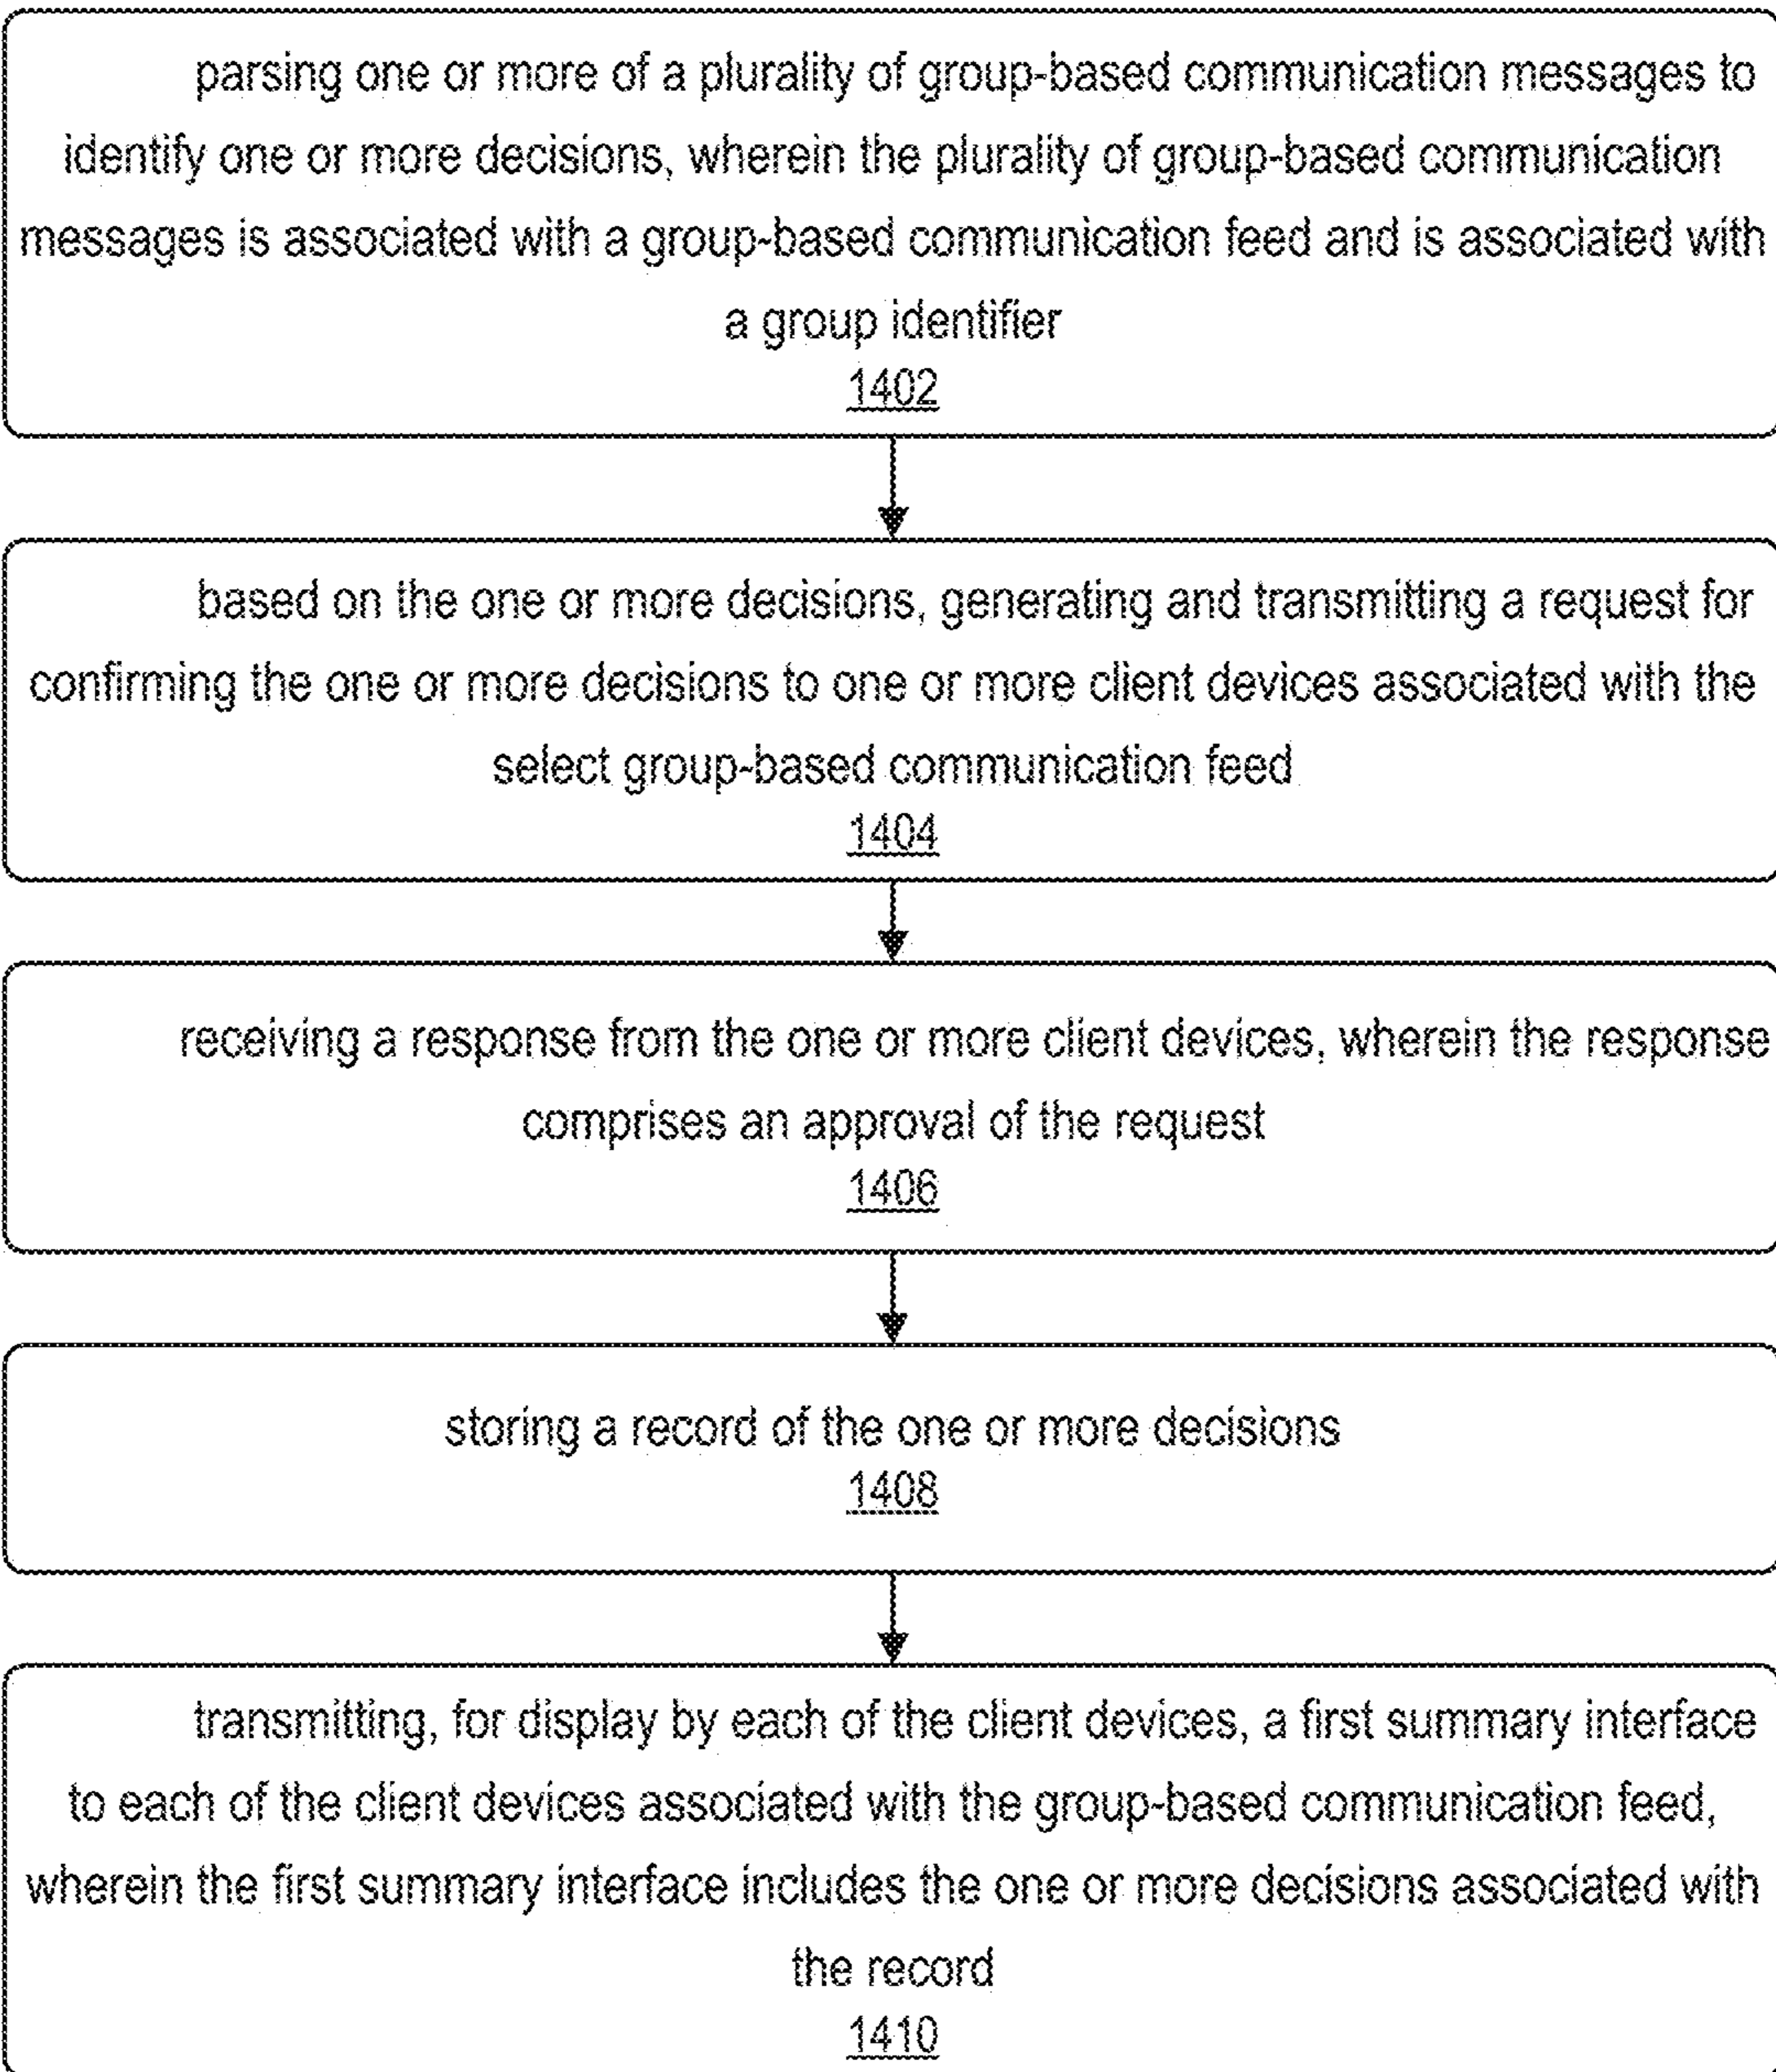 parsing one or more of a plurality of group-based communication messages to
identify one or more decisions, wherein the plurality of group-based communication
messages is associated with a group-based communication feed and is associated with
a group identifier
1402
based on the one or more decisions, generating and transmitting a request for
confirming the one or more decisions to one or more client devices associated with the
select group-based communication feed
1404
receiving a response from the one or more client devices, wherein the response
comprises an approval of the request
1406
storing a record of the one or more decisions
1408
transmitting, for display by each of the client devices, a first summary interface
to each of the client devices associated with the group-based communication feed,
wherein the first summary interface includes the one or more decisions associated with
the record
1410